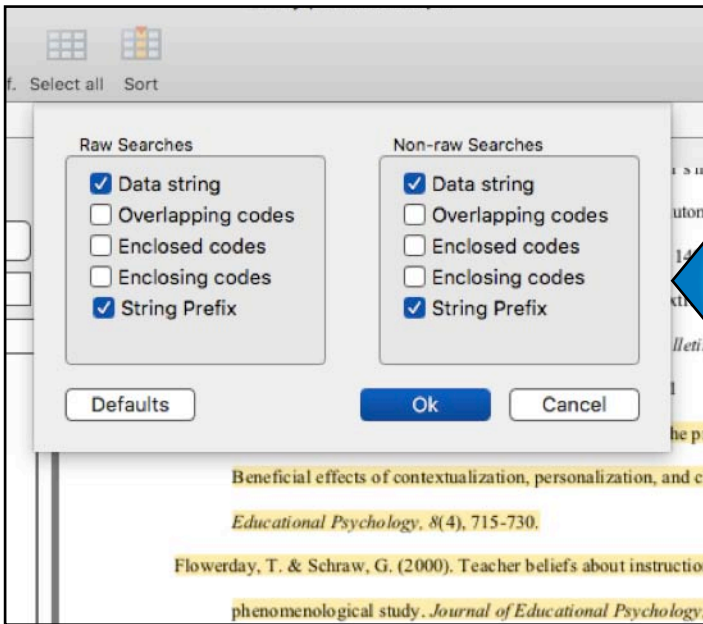 f. Select all Sort
Raw Searches
Data string
Overlapping codes
Enclosed codes
Enclosing codes
String Prefix
Non-raw Searches
Data string
Overlapping codes
Enclosed codes
Enclosing codes
String Prefix
Defaults Ok Cancel
Beneficial effects of contextualization, personalization, and c
Educational Psychology, 8(4), 715-730.
Flowerday, T. & Schraw, G. (2000). Teacher beliefs about instructio
phenomenological study. Journal of Educational Psychology,